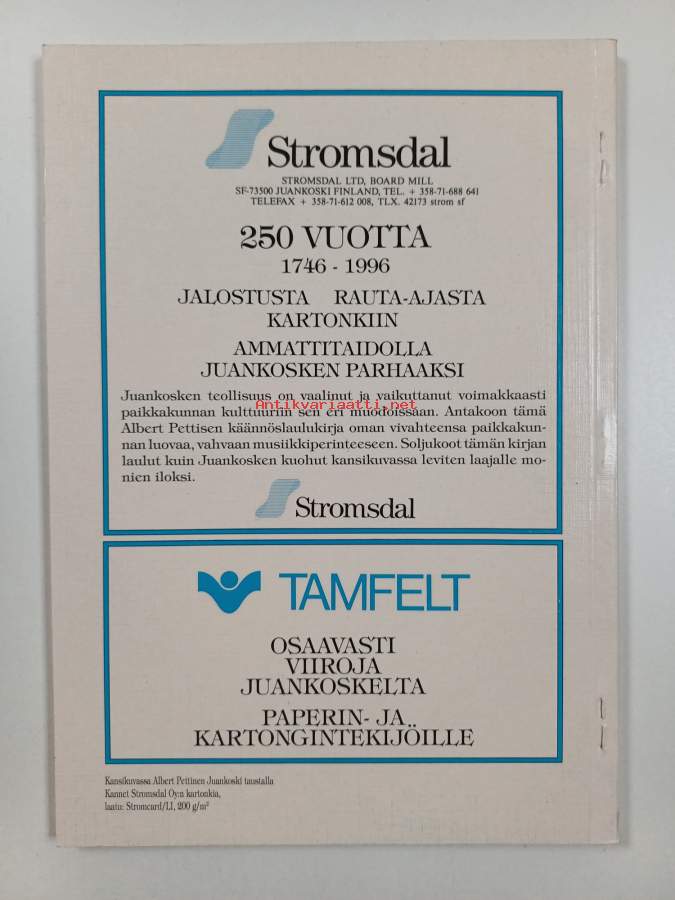 Stromsdal
STROMSDAL LTD, BOARD MILL
SF-73500 JUANKOSKI FINLAND, TEL. + 358-71-688 641
TELEFAX + 358-71-612 008, TLX. 42173 strom sf
250 VUOTTA
1746 - 1996
JALOSTUSTA RAUTA-AJASTA
KARTONKIIN
AMMATTITAIDOLLA
JUANKOSKEN PARHAAKSI
Juankosken teollisuus on vaalinut ja vaikuttanut voimakkaasti
Antikvariaatti.net
paikkakunnan kulttuuriin sen eri muodoissaan. Antakoon tämä
Albert Pettisen käännöslaulukirja oman vivahteensa paikkakun-
nan luovaa, vahvaan musiikkiperinteeseen. Soljukoot tämän kirjan
laulut kuin Juankosken kuohut kansikuvassa leviten laajalle mo-
nien iloksi.
Stromsdal
TAMFELT
OSAAVASTI
VIIROJA
JUANKOSKELTA
PAPERIN- JA
KARTONGINTEKIJÖILLE
Kansikuvassa Albert Pettinen Juankoski taustalla
Kannet Stromsdal Oy:n kartonkia,
laatu: Stromcard/LI, 200 g/m²